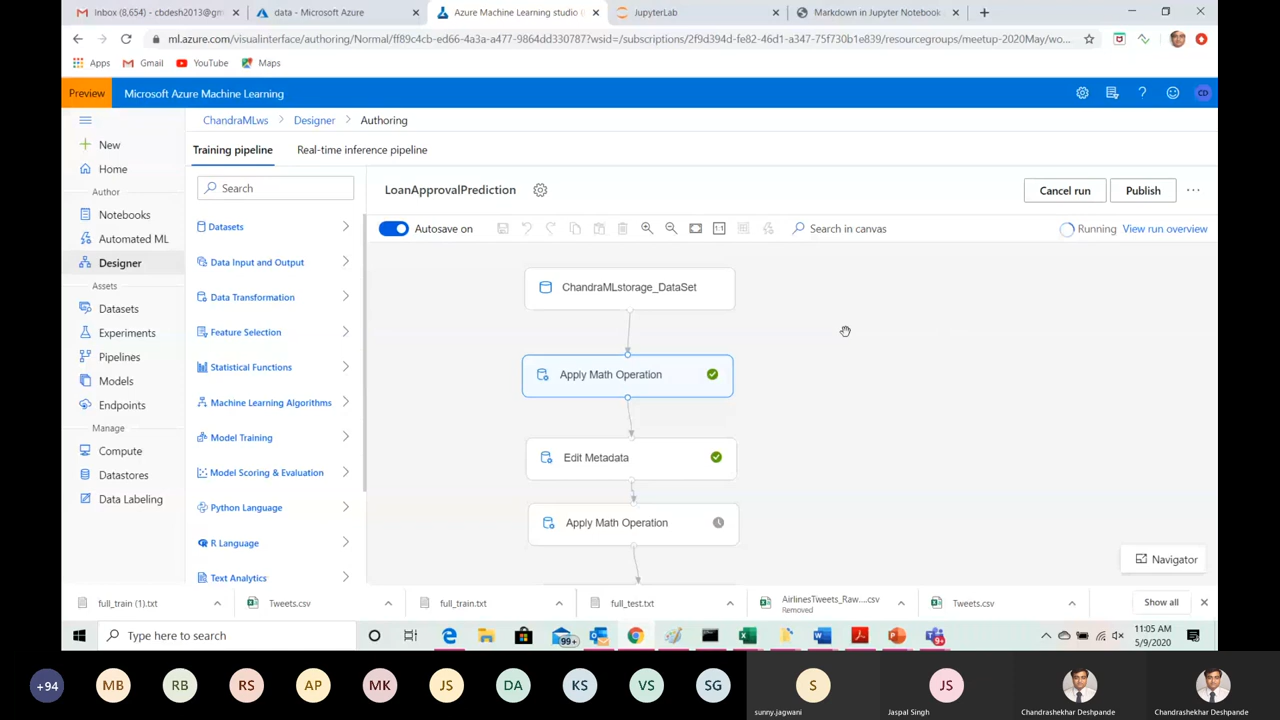 Inbox (8,654) - cbdesh2013@gm
data - Microsoft Azure
Azure Machine Learning studio (
JupyterLab
Markdown in Jupyter Notebook
ml.azure.com/visualinterface/authoring/Normal/ff89c4cb-ed66-4a3a-a477-9864dd330787?wsid=/subscriptions/2f9d394d-fe82-46d1-a347-75f730b1e839/resourcegroups/meetup-2020May/wo...
Apps
Gmail
YouTube
Maps
Preview
Microsoft Azure Machine Learning
CD
ChandraMLws > Designer > Authoring
New
Home
Author
Notebooks
Automated ML
Designer
Assets
Datasets
Experiments
Pipelines
Models
Endpoints
Manage
Compute
Datastores
Data Labeling
Training pipeline
Real-time inference pipeline
Search
Datasets
Data Input and Output
Data Transformation
Feature Selection
Statistical Functions
Machine Learning Algorithms
Model Training
Model Scoring & Evaluation
Python Language
R Language
Text Analytics
LoanApprovalPrediction
Cancel run
Publish
...
Autosave on
1:1
Search in canvas
Running
View run overview
ChandraMLstorage_DataSet
Apply Math Operation
Edit Metadata
Apply Math Operation
Navigator
full_train (1).txt
Tweets.csv
full_train.txt
full_test.txt
AirlinesTweets_Raw....csv
Removed
Tweets.csv
Show all
Type here to search
99+
9+
11:05 AM
5/9/2020
+94
MB
RB
RS
AP
MK
JS
DA
KS
VS
SG
S
sunny.jagwani
JS
Jaspal Singh
Chandrashekhar Deshpande
Chandrashekhar Deshpande